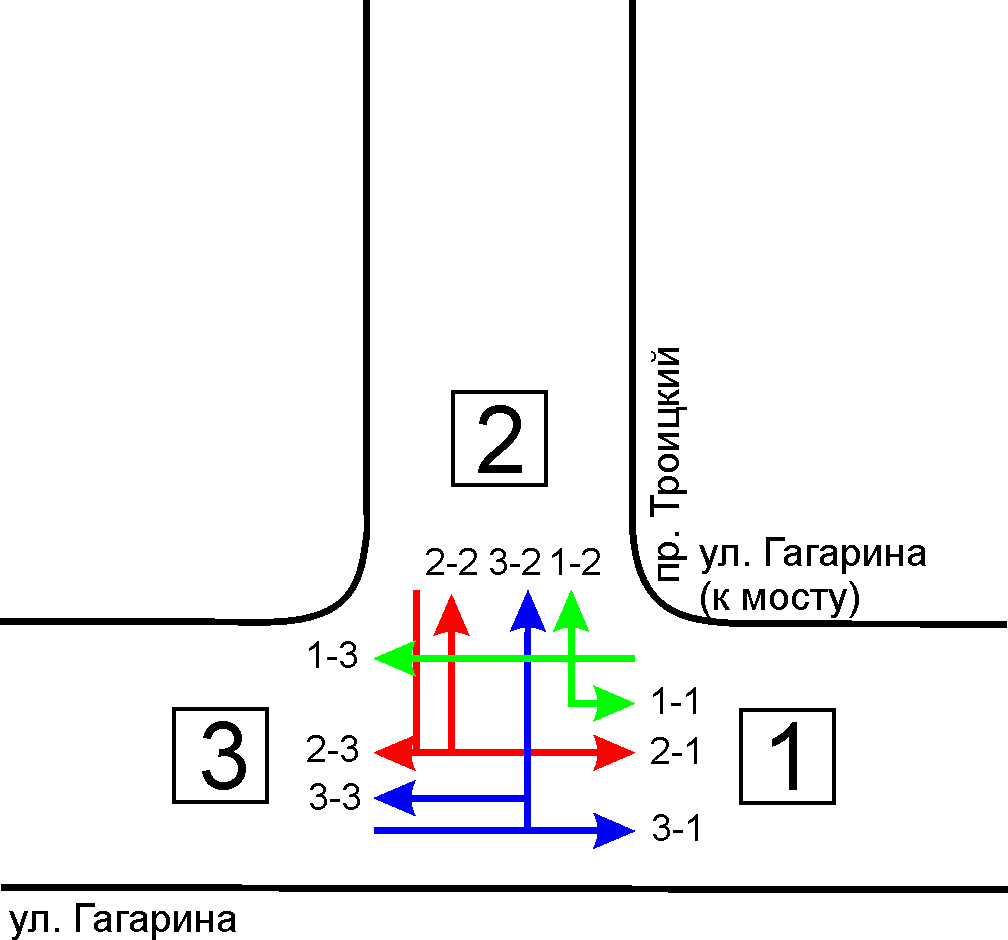 2
пр. Троицкий
ул. Гагарина
(к мосту)
2-2 3-2 1-2
1-3
1-1
2-3
2-1
3-3
3-1
3
1
ул. Гагарина